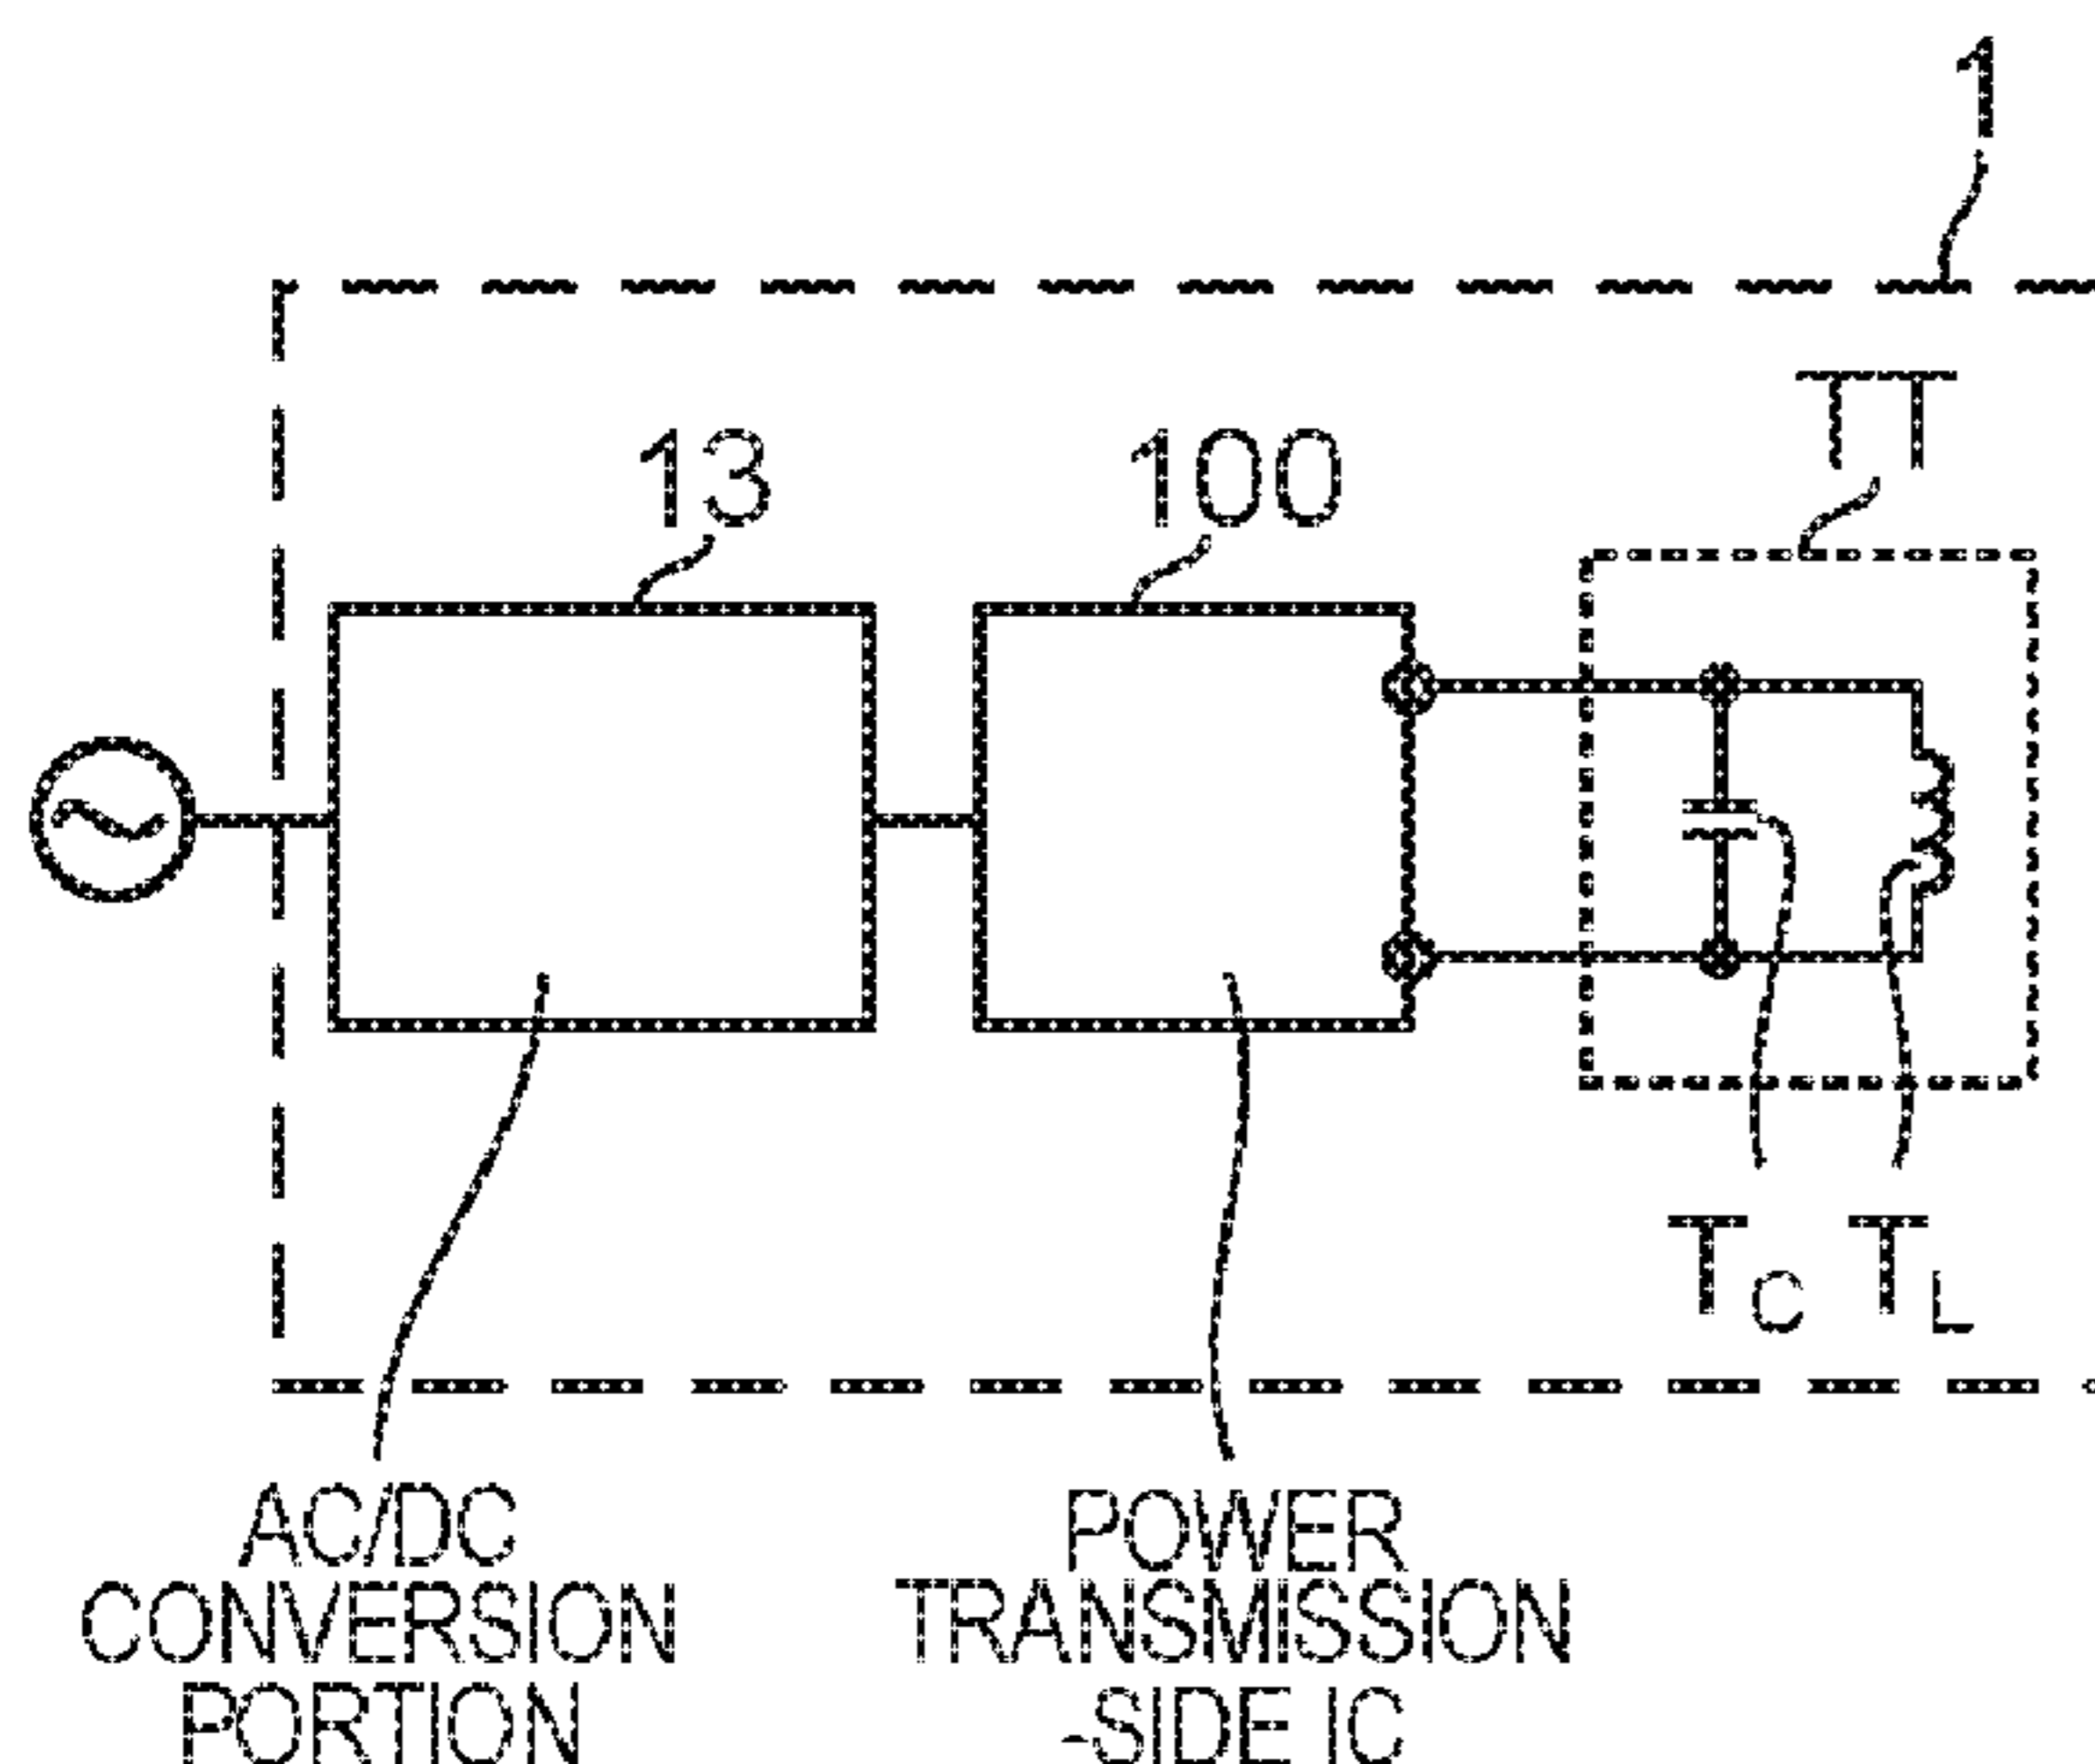 1
TT
13 100
TC TL
AC/DC
CONVERSION
PORTION
POWER
TRANSMISSION
-SIDE IC